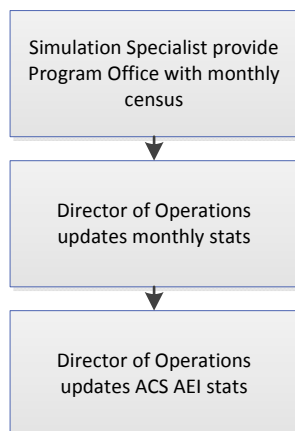 Simulation Specialist provide
Program Office with monthly
census
Director of Operations
updates monthly stats
Director of Operations
updates ACS AEI stats